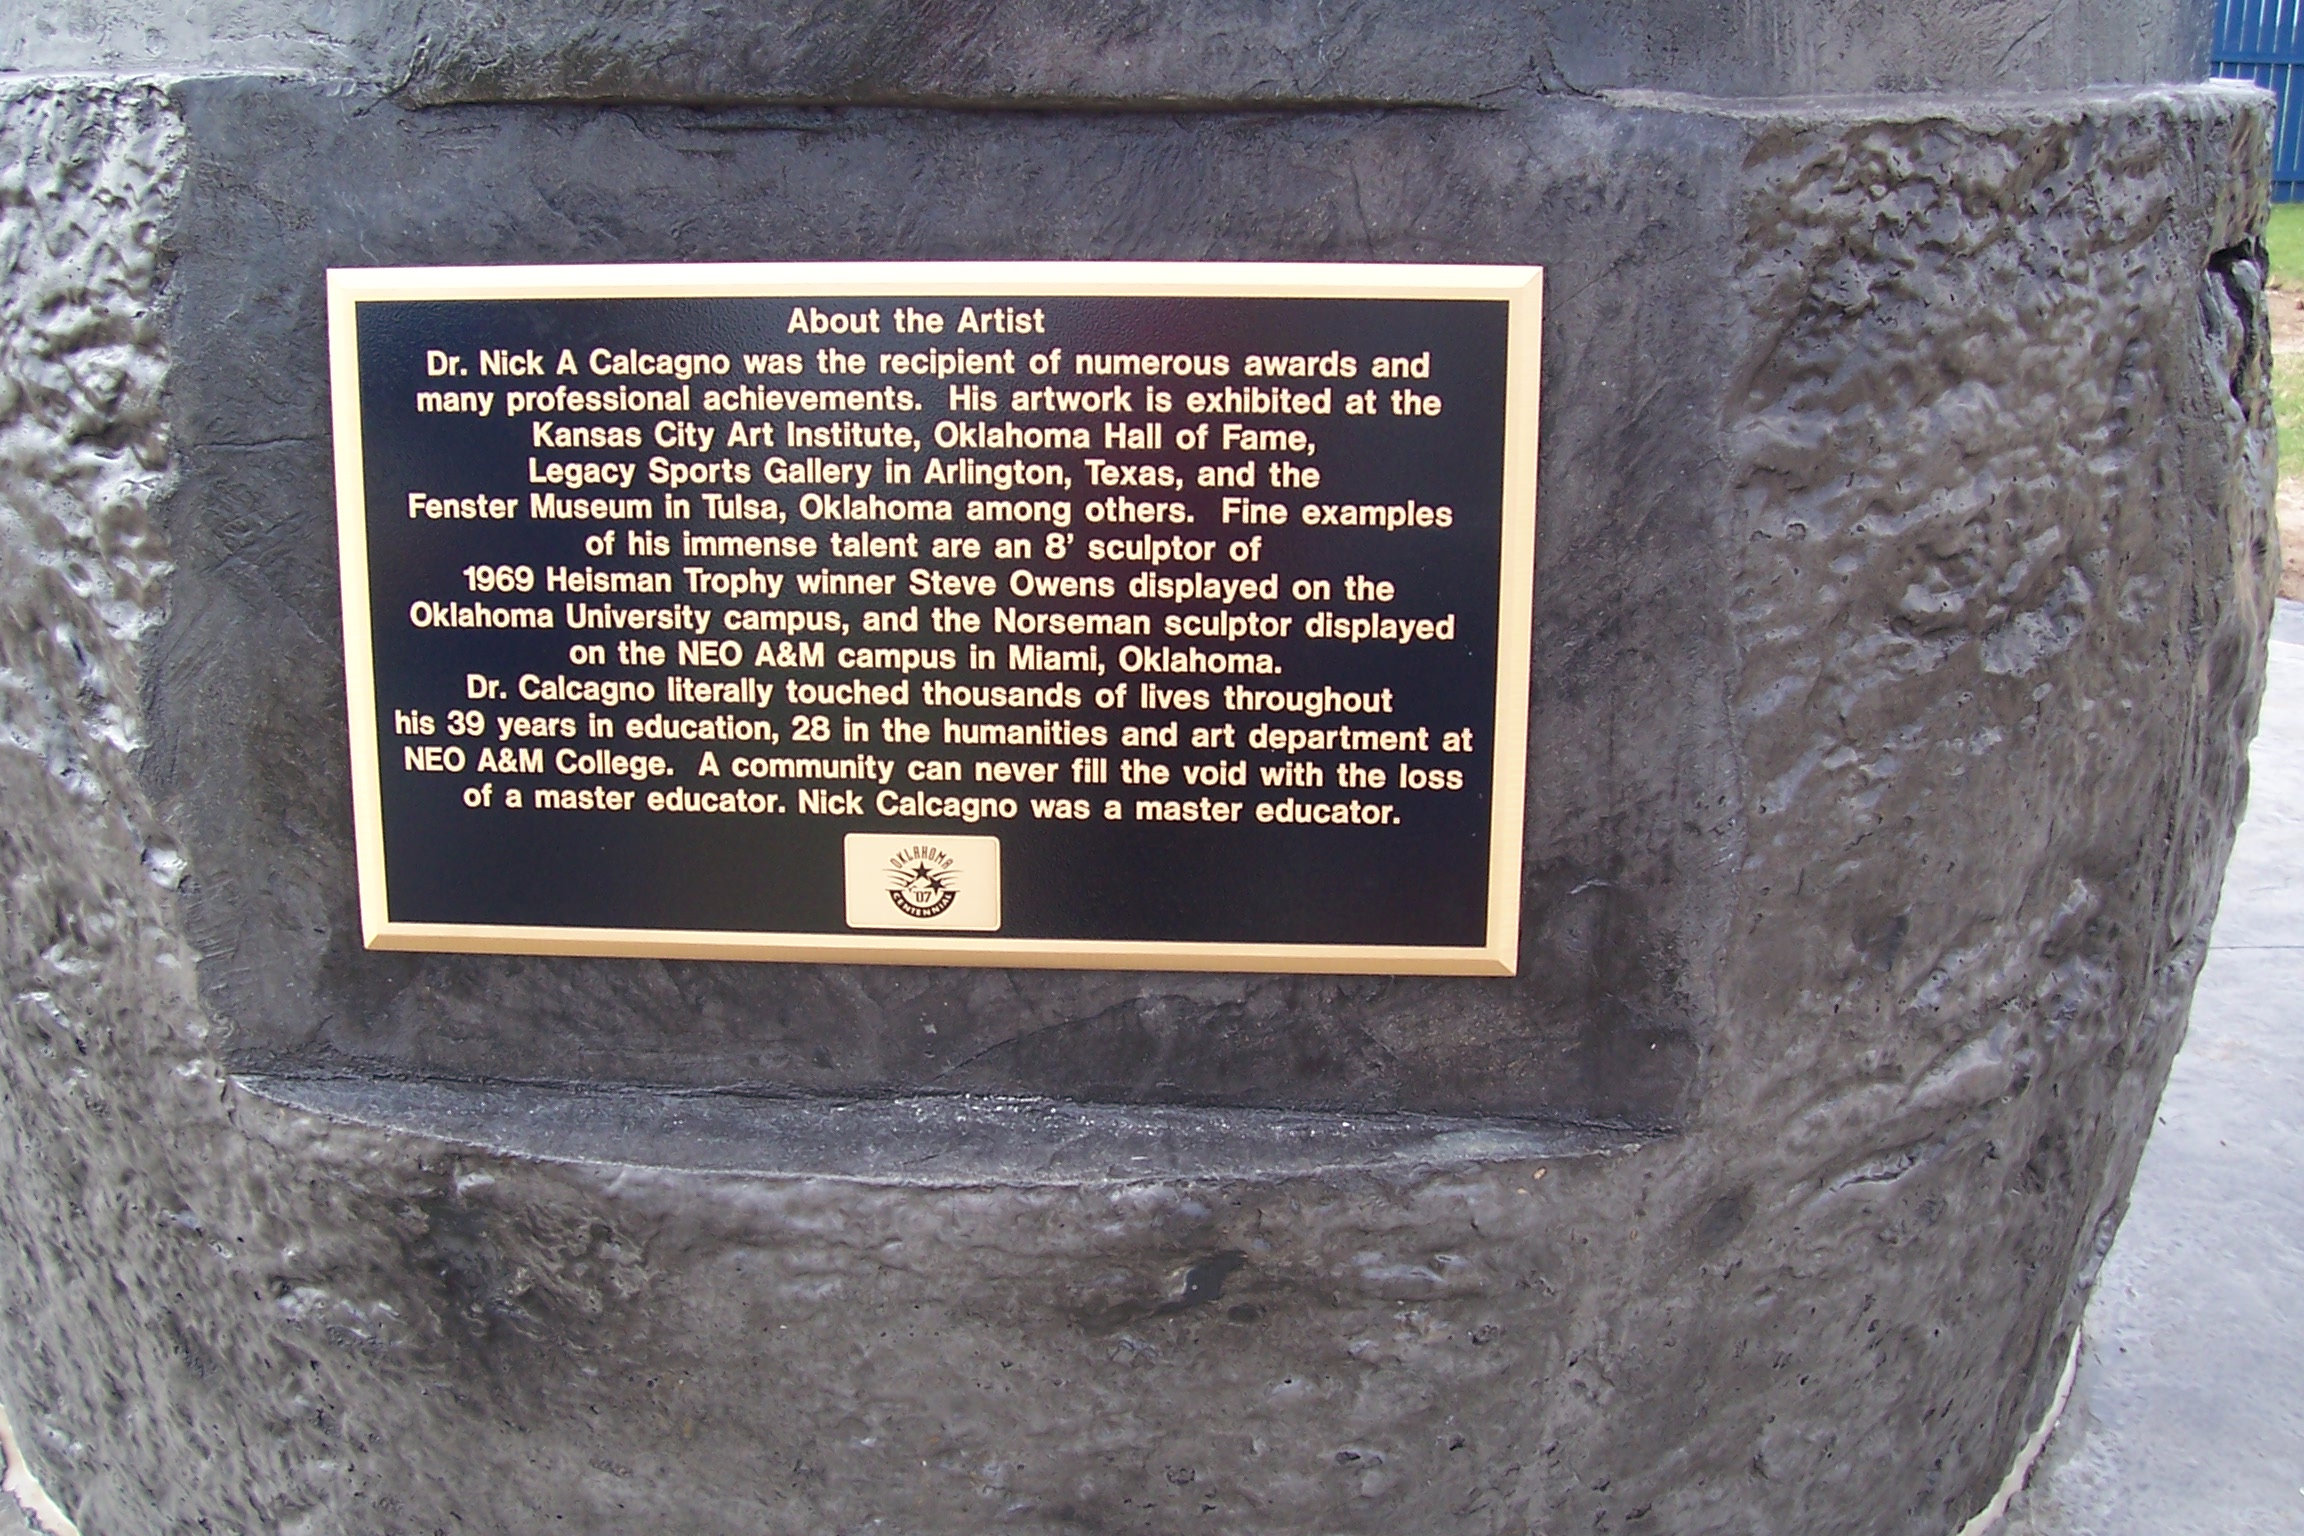 About the Artist
Dr. Nick A Calcagno was the recipient of numerous awards and
many professional achievements. His artwork is exhibited at the
Kansas City Art Institute, Oklahoma Hall of Fame,
Legacy Sports Gallery in Arlington, Texas, and the
Fenster Museum in Tulsa, Oklahoma among others. Fine examples
of his immense talent are an 8' sculptor of
1969 Heisman Trophy winner Steve Owens displayed on the
Oklahoma University campus, and the Norseman sculptor displayed
on the NEO A&M campus in Miami, Oklahoma.
Dr. Calcagno literally touched thousands of lives throughout
his 39 years in education, 28 in the humanities and art department at
NEO A&M College. A community can never fill the void with the loss
of a master educator. Nick Calcagno was a master educator.
OKLAHOMA
'07
CENTENNIAL